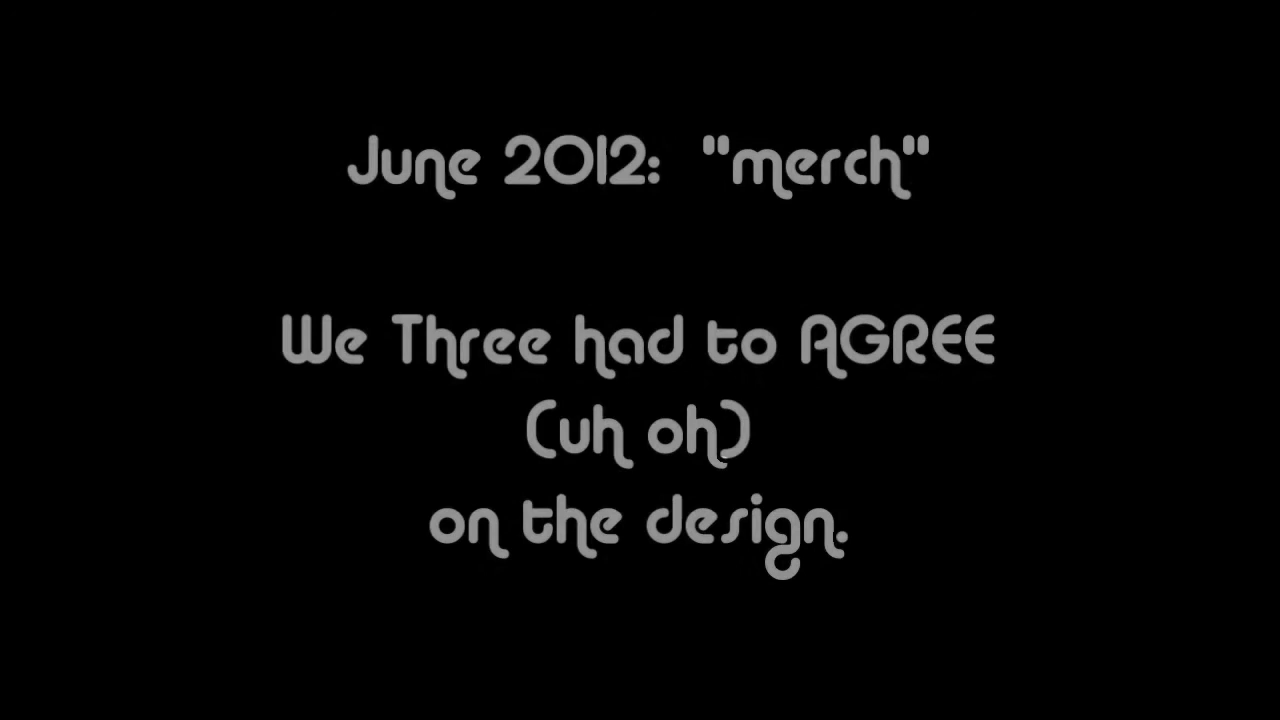 June 2012: "merch"
We Three had to AGREE
(uh oh)
on the design.